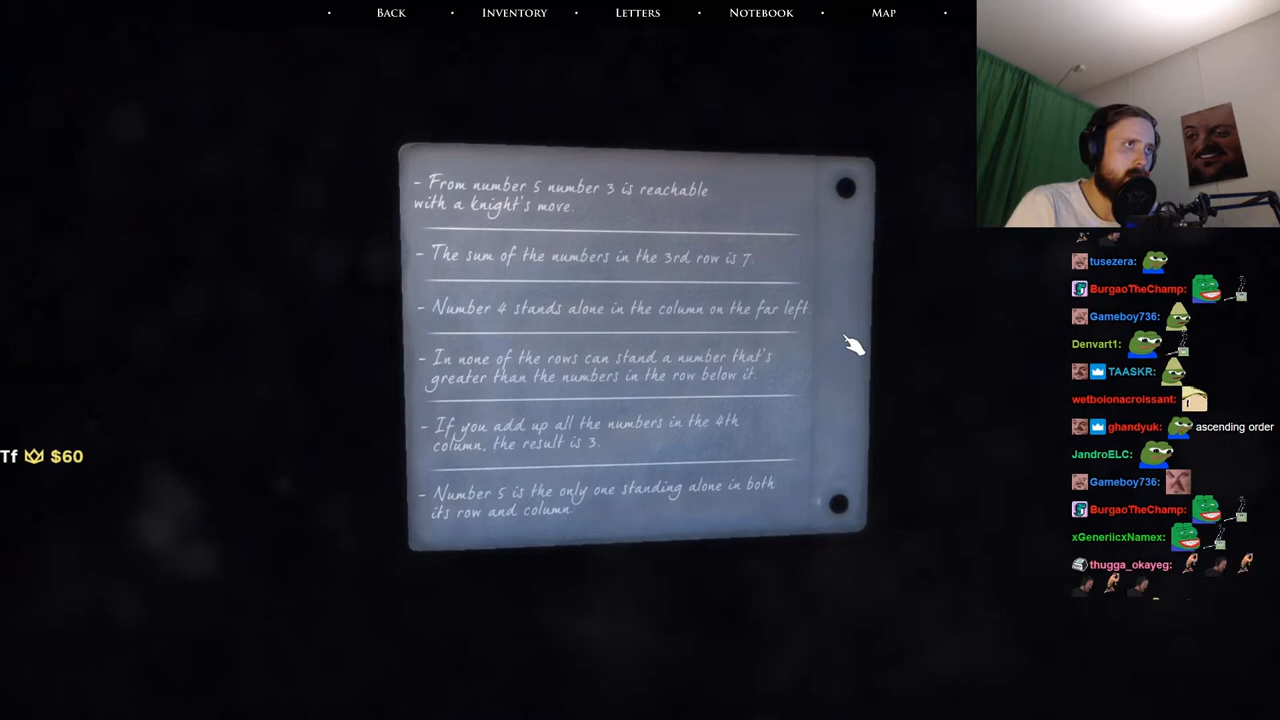 BACK
INVENTORY
LETTERS
NOTEBOOK
MAP
- From number 5 number 3 is reachable
with a knight's move.
- The sum of the numbers in the 3rd row is 7.
- Number 4 stands alone in the column on the far left.
- In none of the rows can stand a number that's
greater than the numbers in the row below it.
- If you add up all the numbers in the 4th
column, the result is 3.
- Number 5 is the only one standing alone in both
its row and column.
Tf $60
tusezera:
BurgaoTheChamp:
Gameboy736:
Denvart1:
TAASKR:
wetboionacroissant:
ghandyuk: ascending order
JandroELC:
Gameboy736:
BurgaoTheChamp:
xGeneriicxNamex:
thugga_okayeg: